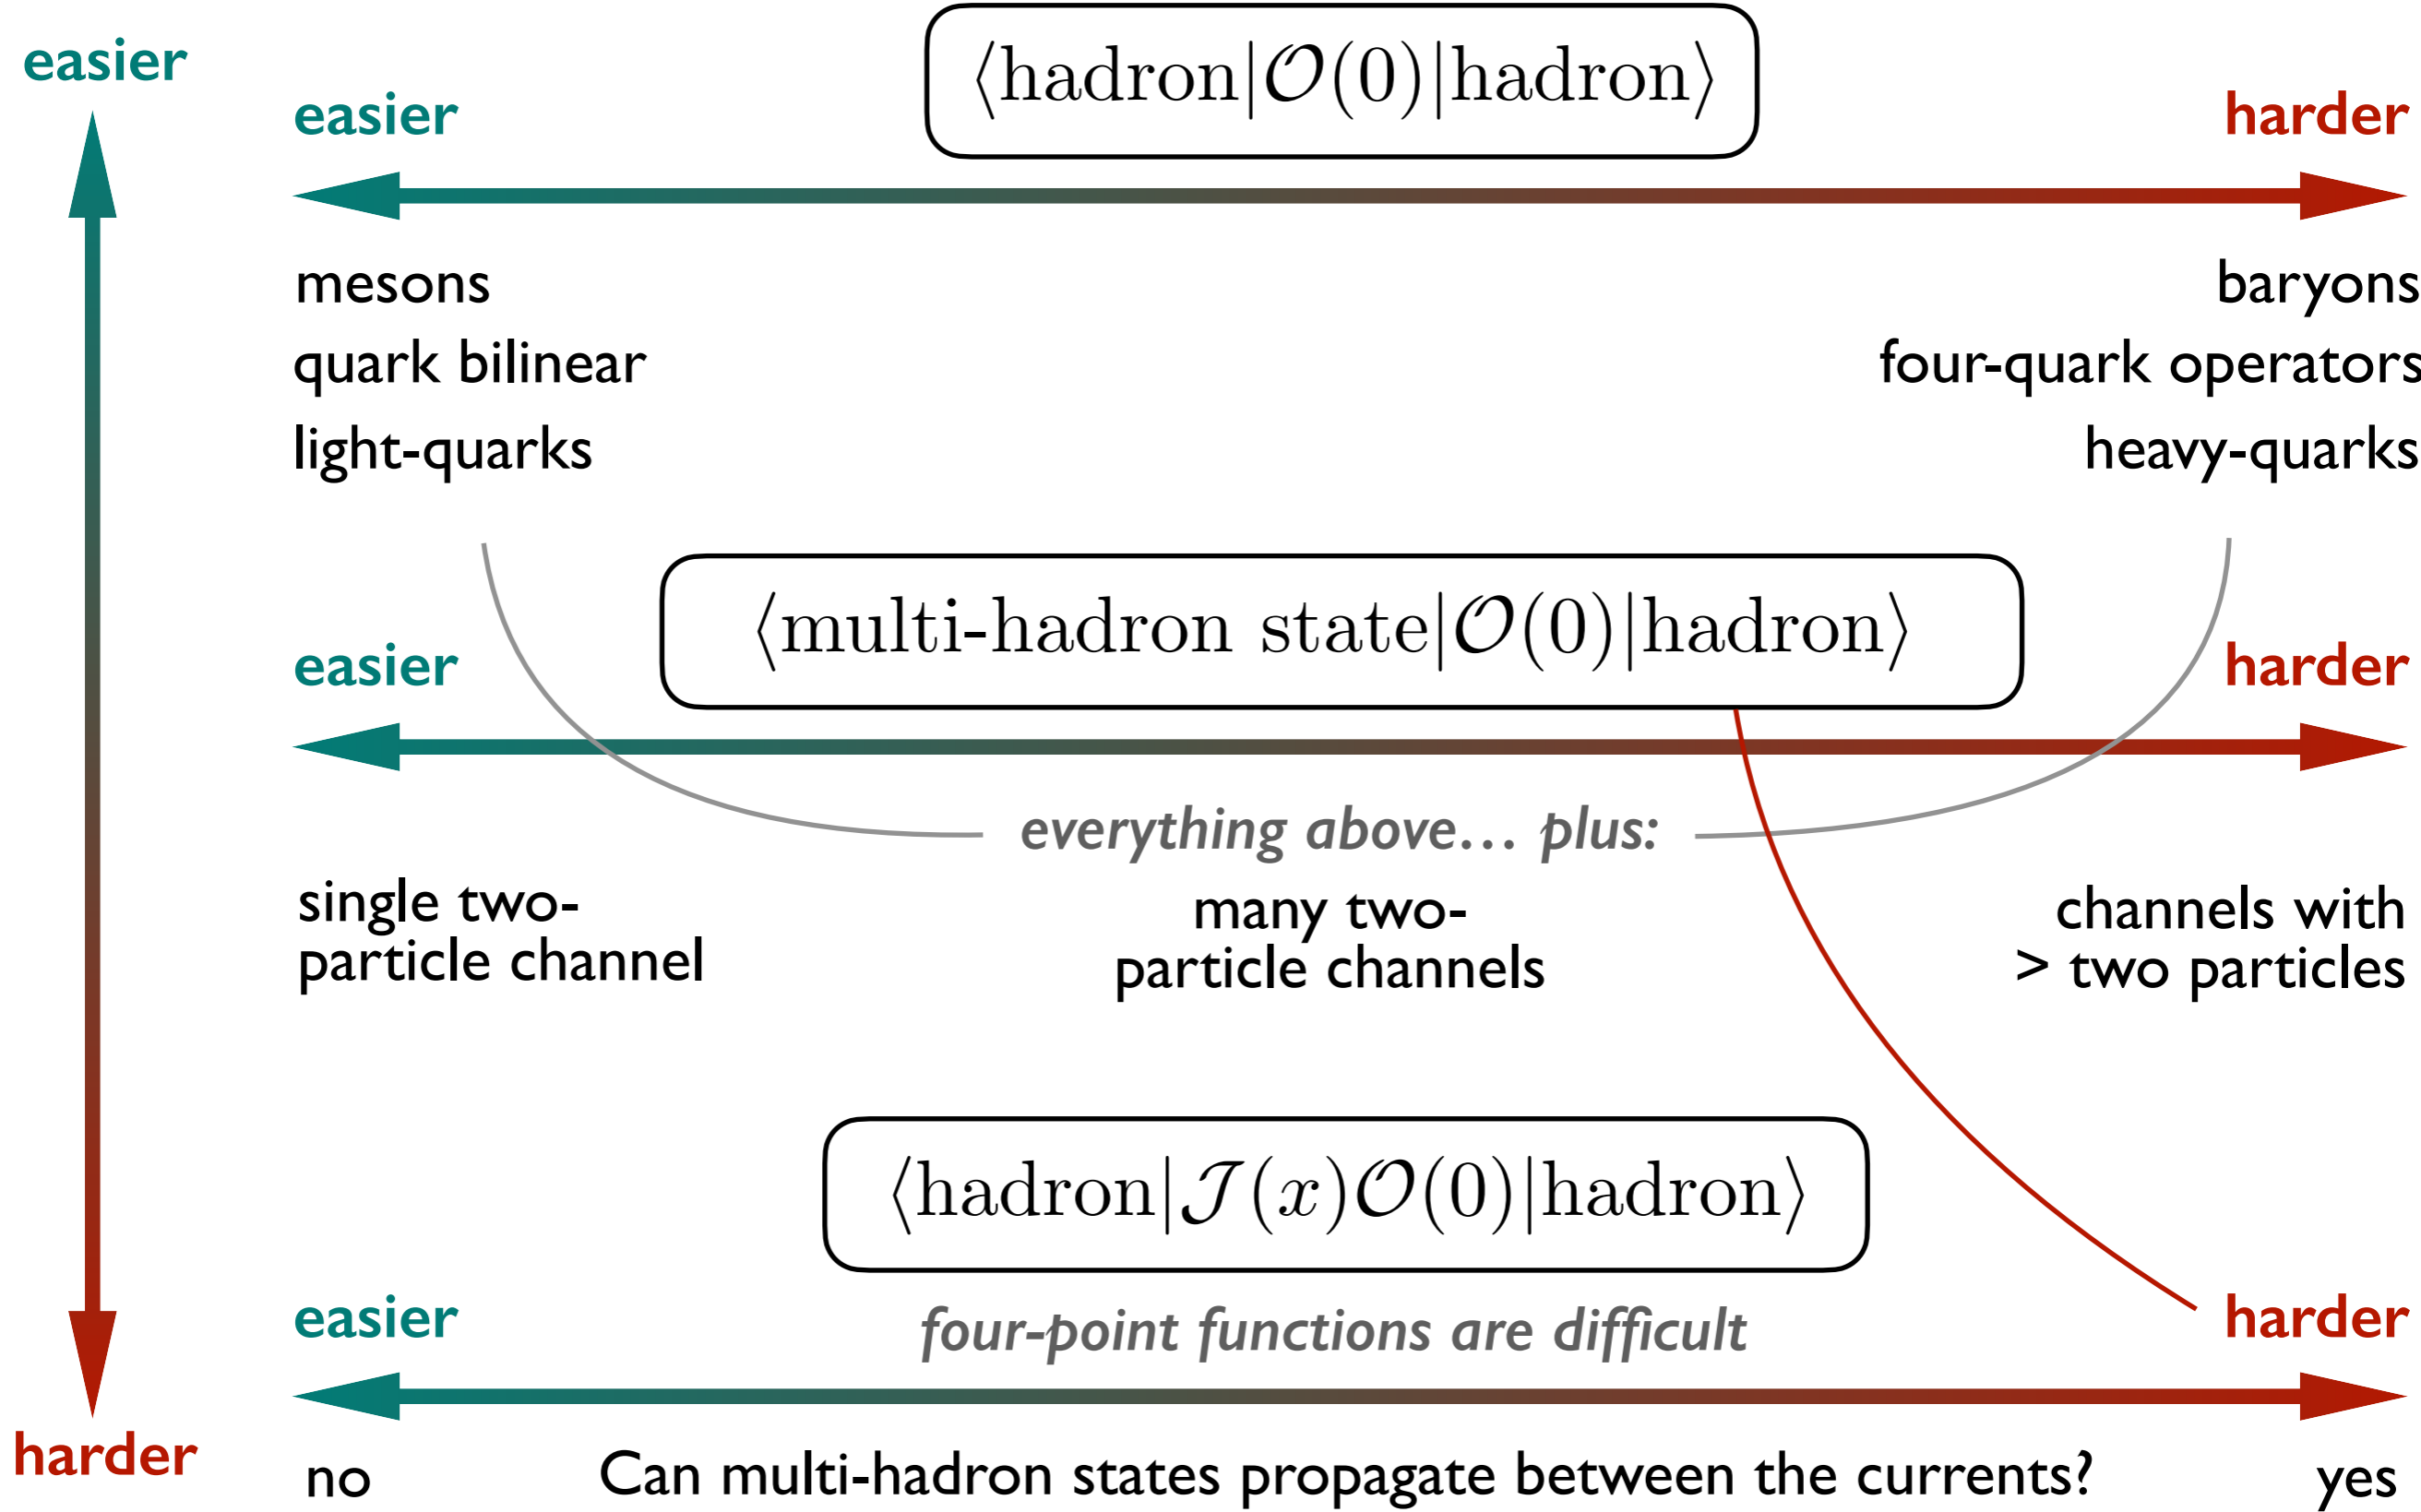 easier
⟨hadron|𝒪(0)|hadron⟩
easier
harder
mesons
baryons
quark bilinear
four-quark operators
light-quarks
heavy-quarks
⟨multi-hadron state|𝒪(0)|hadron⟩
easier
harder
everything above... plus:
single two-
particle channel
many two-
particle channels
channels with
> two particles
⟨hadron|𝒥(x)𝒪(0)|hadron⟩
easier
four-point functions are difficult
harder
harder
no
Can multi-hadron states propagate between the currents?
yes